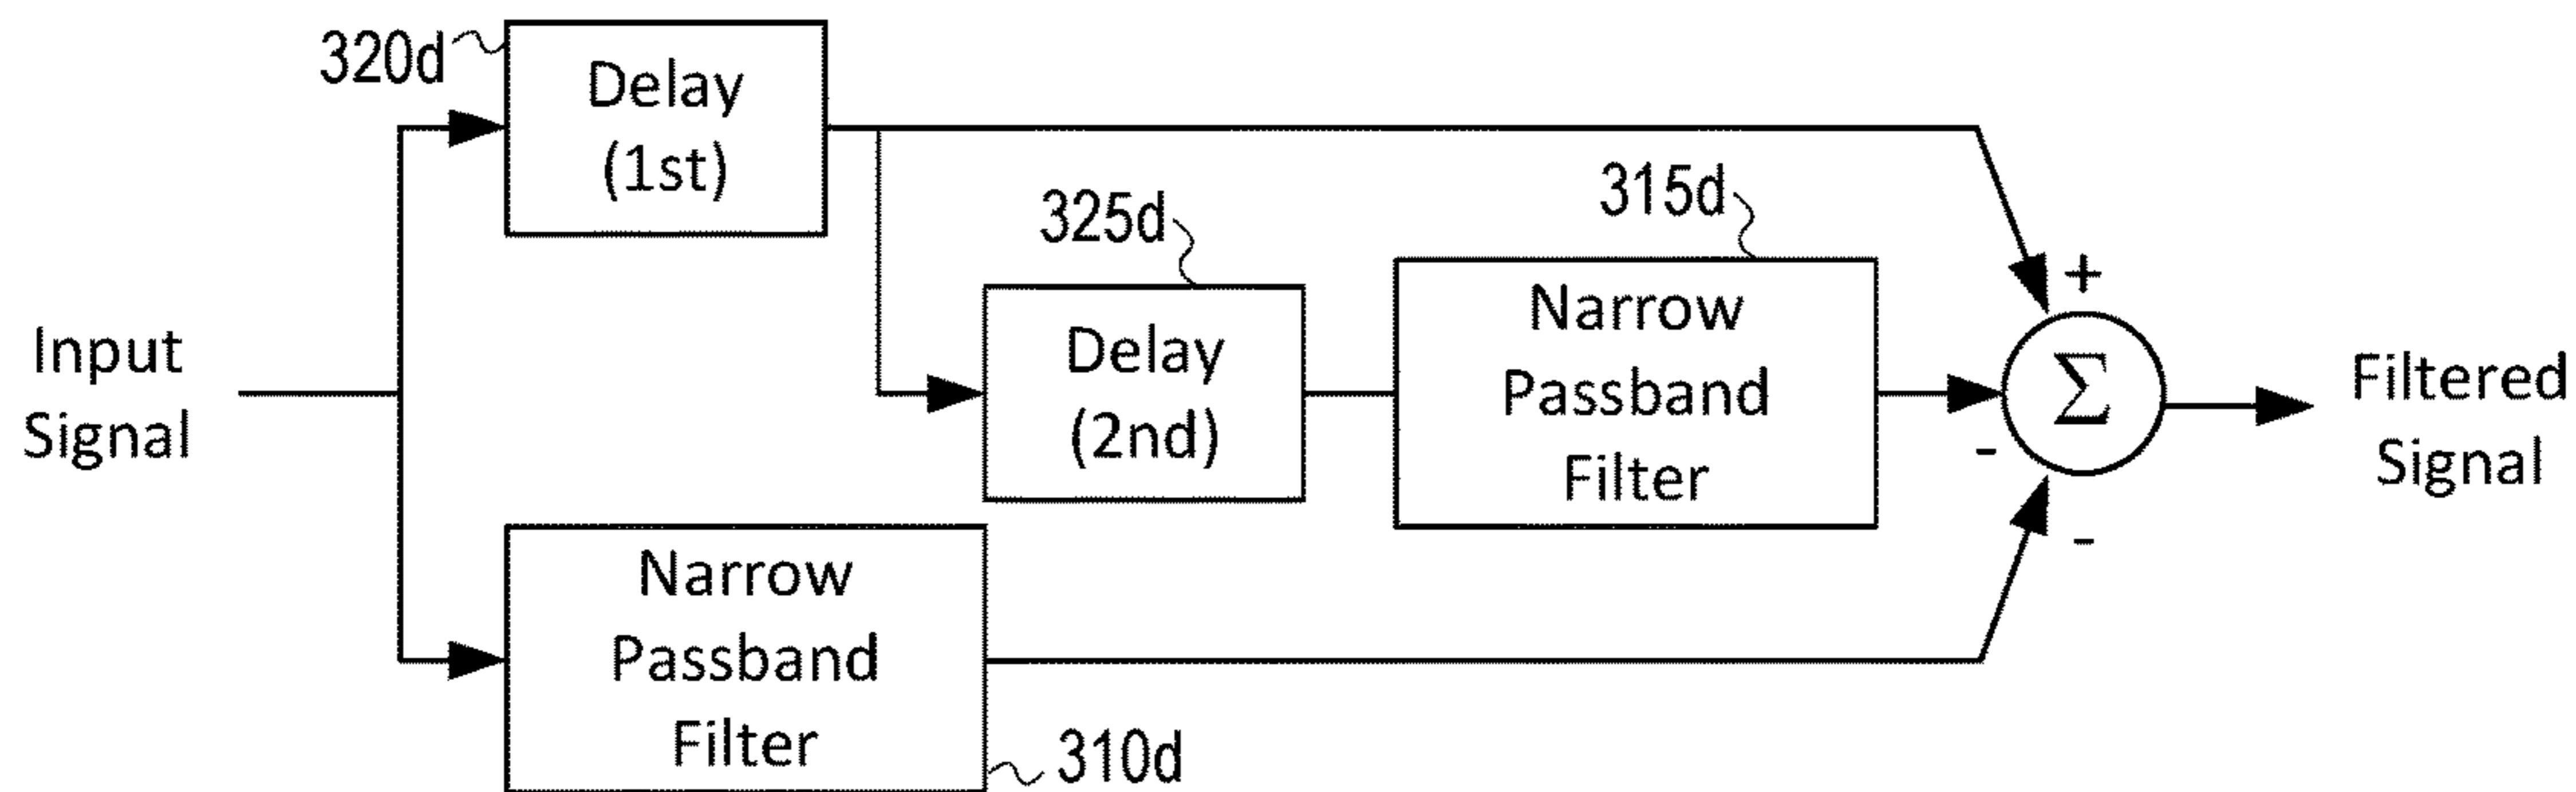 320d
Delay
(1st)
325d
315d
Input
Signal
Delay
(2nd)
Narrow
Passband
Filter
+
Σ
-
-
Filtered
Signal
Narrow
Passband
Filter
310d